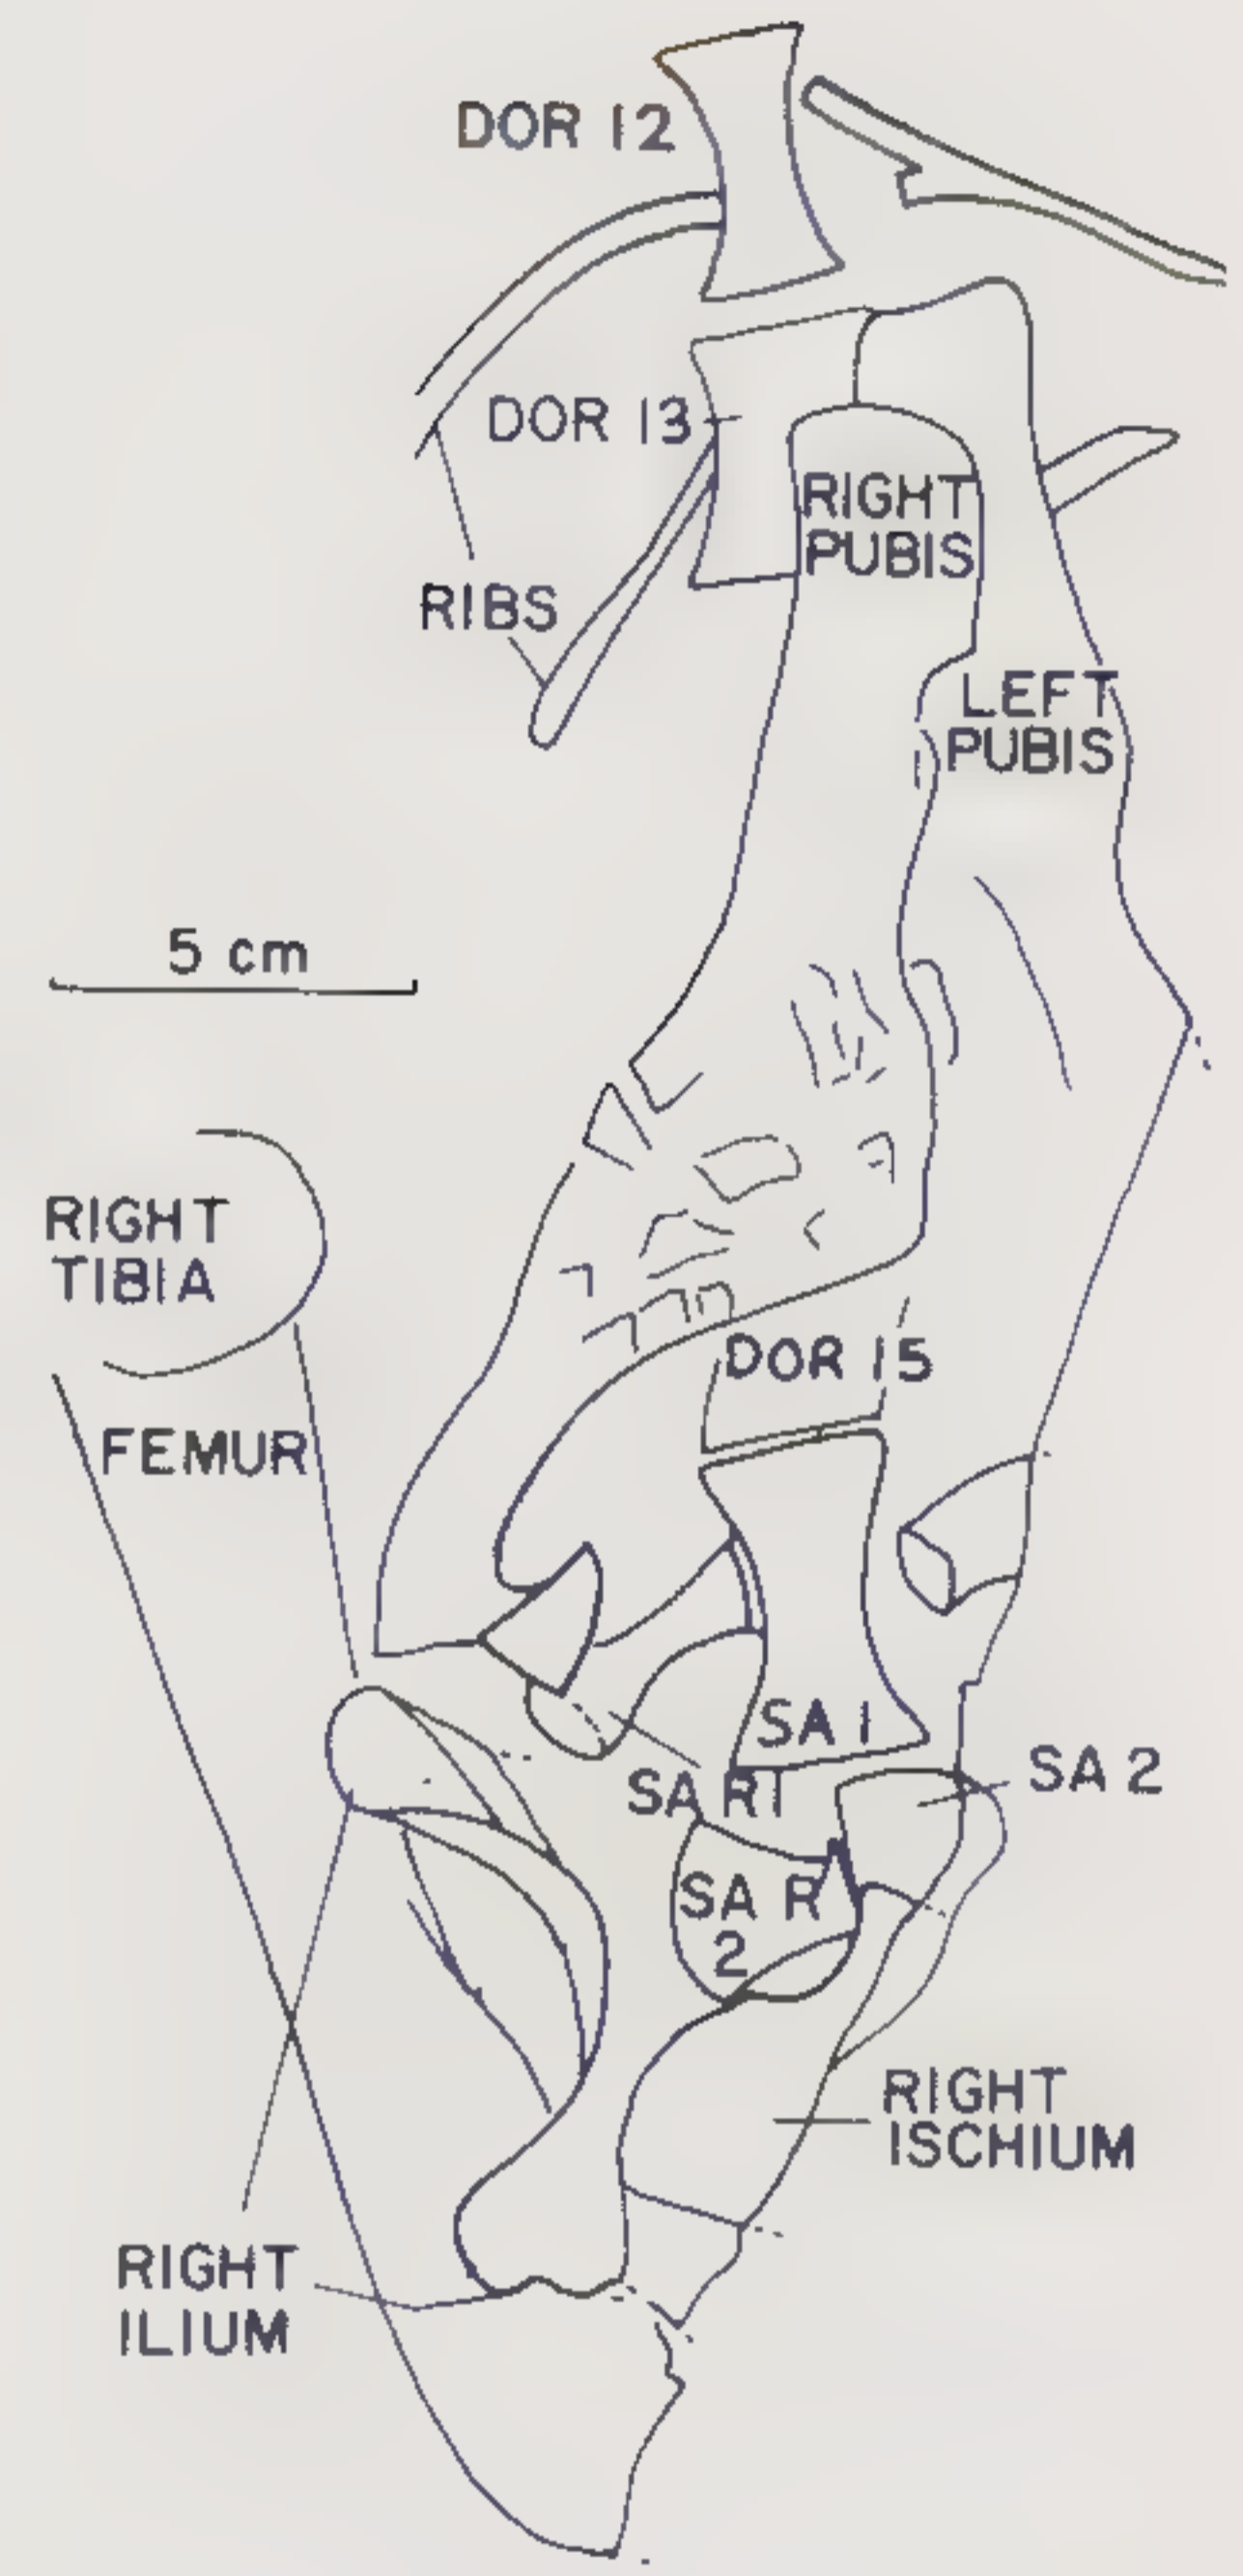 DOR 12
DOR 13
RIGHT
PUBIS
RIBS
LEFT
PUBIS
5 cm
RIGHT
TIBIA
DOR 15
FEMUR
SA 1
SA 2
SA R1
SA R
2
RIGHT
ISCHIUM
RIGHT
ILIUM